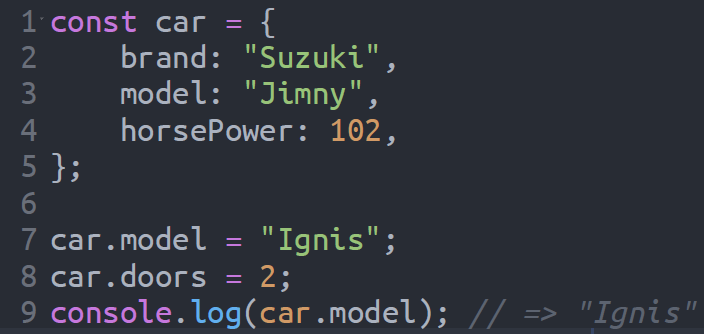 1 const car = {
2     brand: "Suzuki",
3     model: "Jimny",
4     horsePower: 102,
5 };
6
7 car.model = "Ignis";
8 car.doors = 2;
9 console.log(car.model); // => "Ignis"